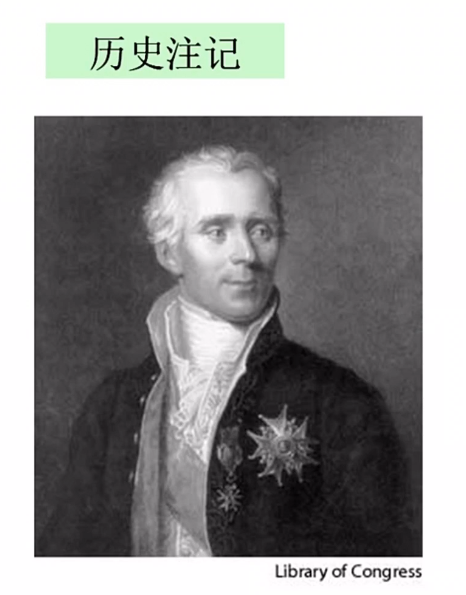 历史注记
Library of Congress